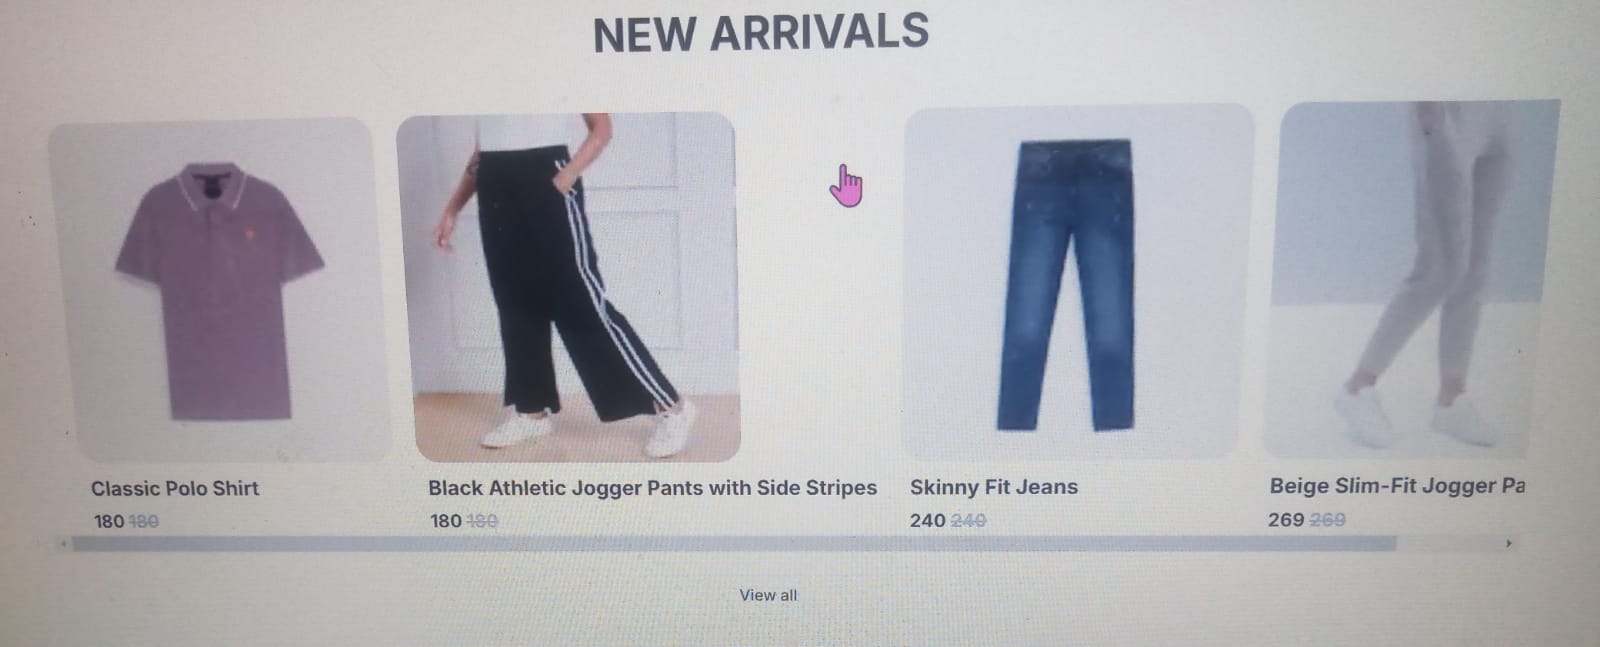 NEW ARRIVALS
Classic Polo Shirt
180 180
Black Athletic Jogger Pants with Side Stripes
180 180
Skinny Fit Jeans
240 240
Beige Slim-Fit Jogger Pa
269 269
View all